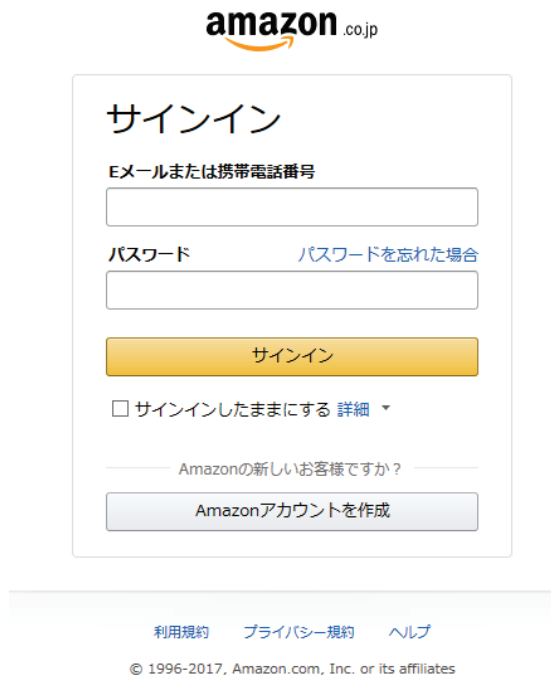 amazon.co.jp
サインイン
Eメールまたは携帯電話番号
パスワード パスワードを忘れた場合
サインイン
サインインしたままにする 詳細
Amazonの新しいお客様ですか？
Amazonアカウントを作成
利用規約 プライバシー規約 ヘルプ
© 1996-2017, Amazon.com, Inc. or its affiliates